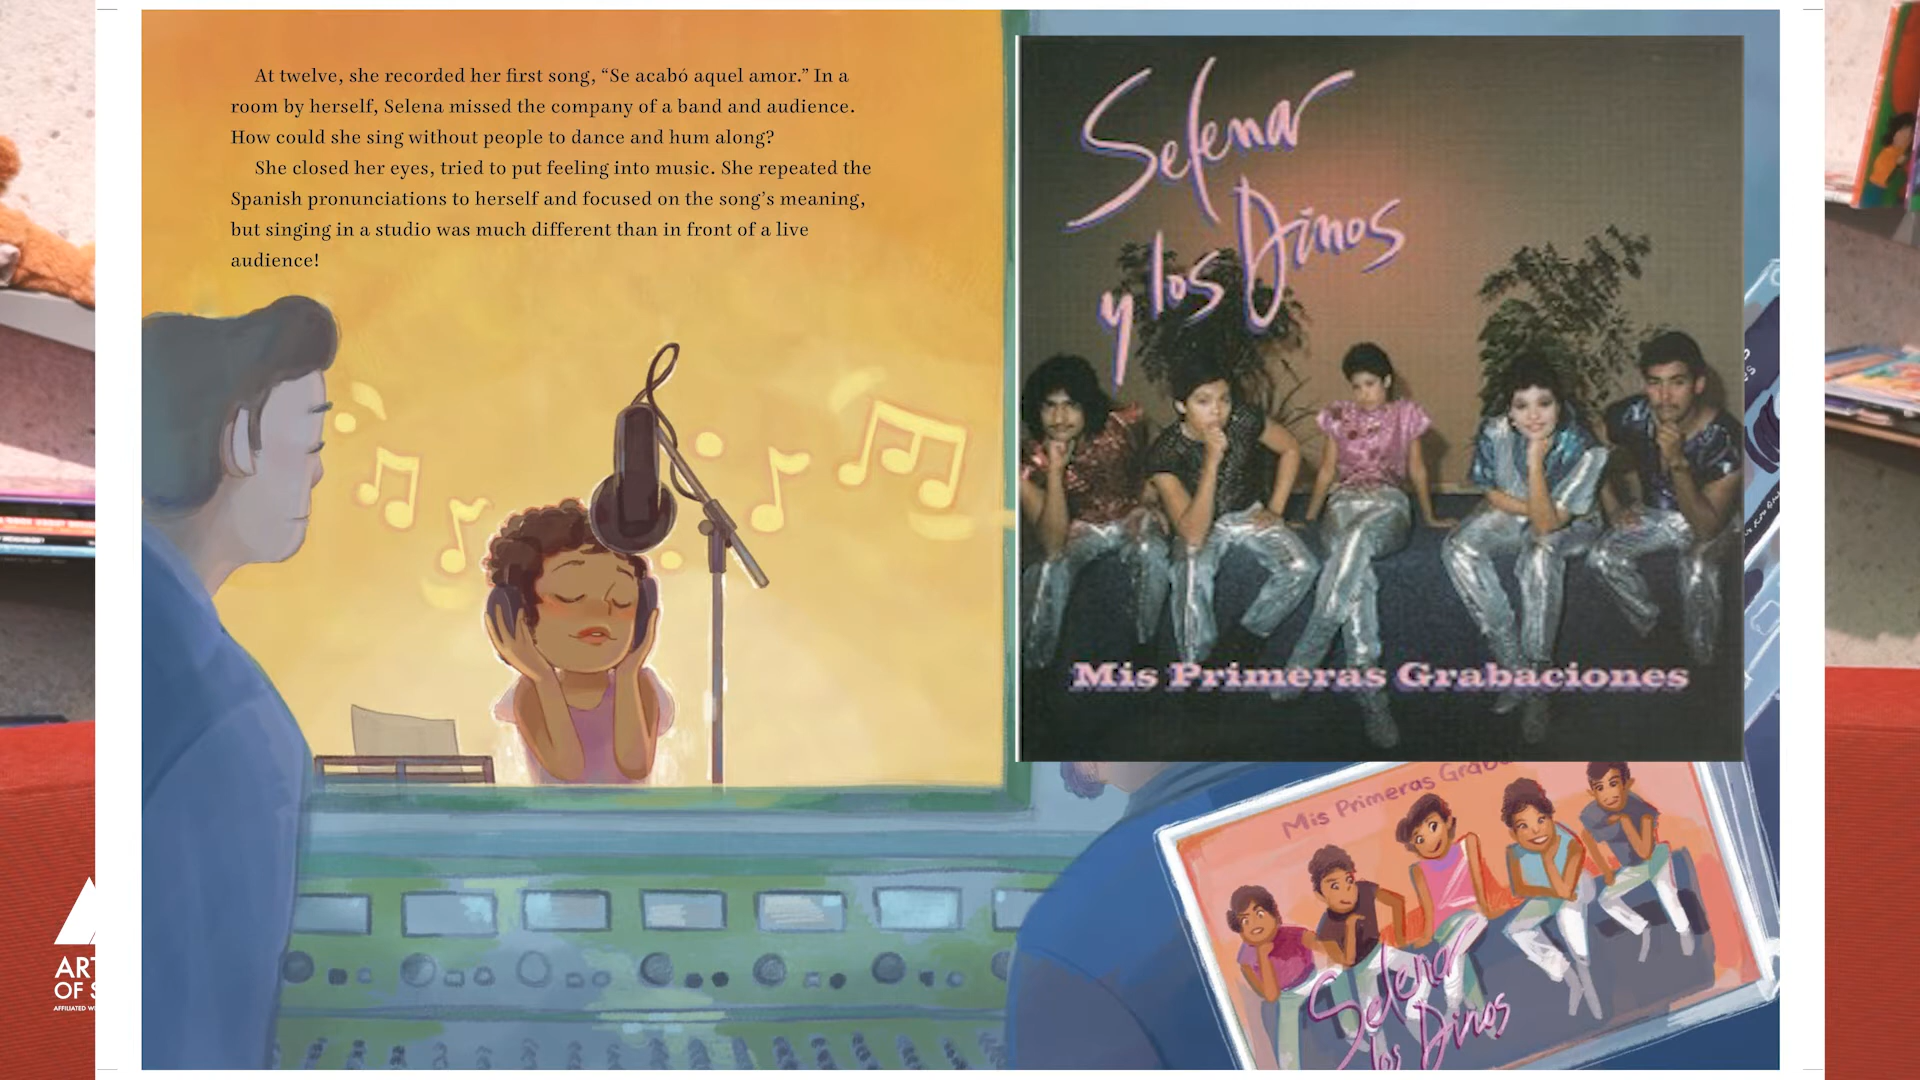 At twelve, she recorded her first song, “Se acabó aquel amor.” In a
room by herself, Selena missed the company of a band and audience.
How could she sing without people to dance and hum along?
She closed her eyes, tried to put feeling into music. She repeated the
Spanish pronunciations to herself and focused on the song’s meaning,
but singing in a studio was much different than in front of a live
audience!
Selena
y los Dinos
Mis Primeras Grabaciones
Mis Primeras Grabo
Selena
los Dinos
ART
OF S
AFFILIATED W